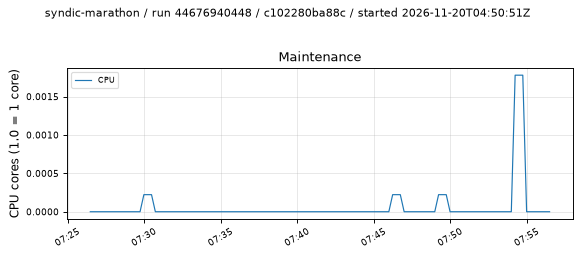 syndic-marathon / run 44676940448 / c102280ba88c / started 2026-11-20T04:50:51Z
Maintenance
CPU
CPU cores (1.0 = 1 core)
0.0015
0.0010
0.0005
0.0000
07:25
07:30
07:35
07:40
07:45
07:50
07:55